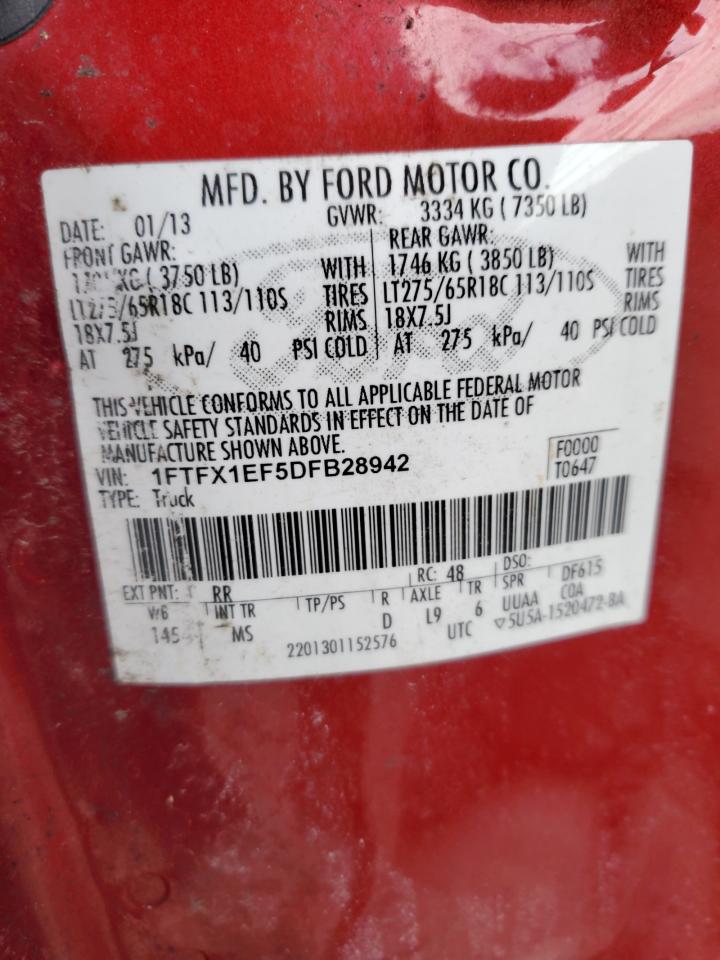 MFD. BY FORD MOTOR CO.
DATE: 01/13 GVWR: 3334 KG ( 7350 LB)
FRONT GAWR: REAR GAWR:
KG ( 3750 LB) WITH 1746 KG ( 3850 LB) WITH
LT275/65R18C 113/110S TIRES LT275/65R18C 113/110S TIRES
18X7.5J RIMS 18X7.5J RIMS
AT 275 kPa/ 40 PSI COLD AT 275 kPa/ 40 PSI COLD
THIS VEHICLE CONFORMS TO ALL APPLICABLE FEDERAL MOTOR
VEHICLE SAFETY STANDARDS IN EFFECT ON THE DATE OF
MANUFACTURE SHOWN ABOVE.
F0000
VIN: 1FTFX1EF5DFB28942
T0647
TYPE: Truck
EXT PNT: RR RC: 48 DSO:
WB INT TR TP/PS R AXLE TR SPR DF615
145 MS D L9 6 UUAA COA
2201301152576 UTC ▽5U5A-1520472-BA